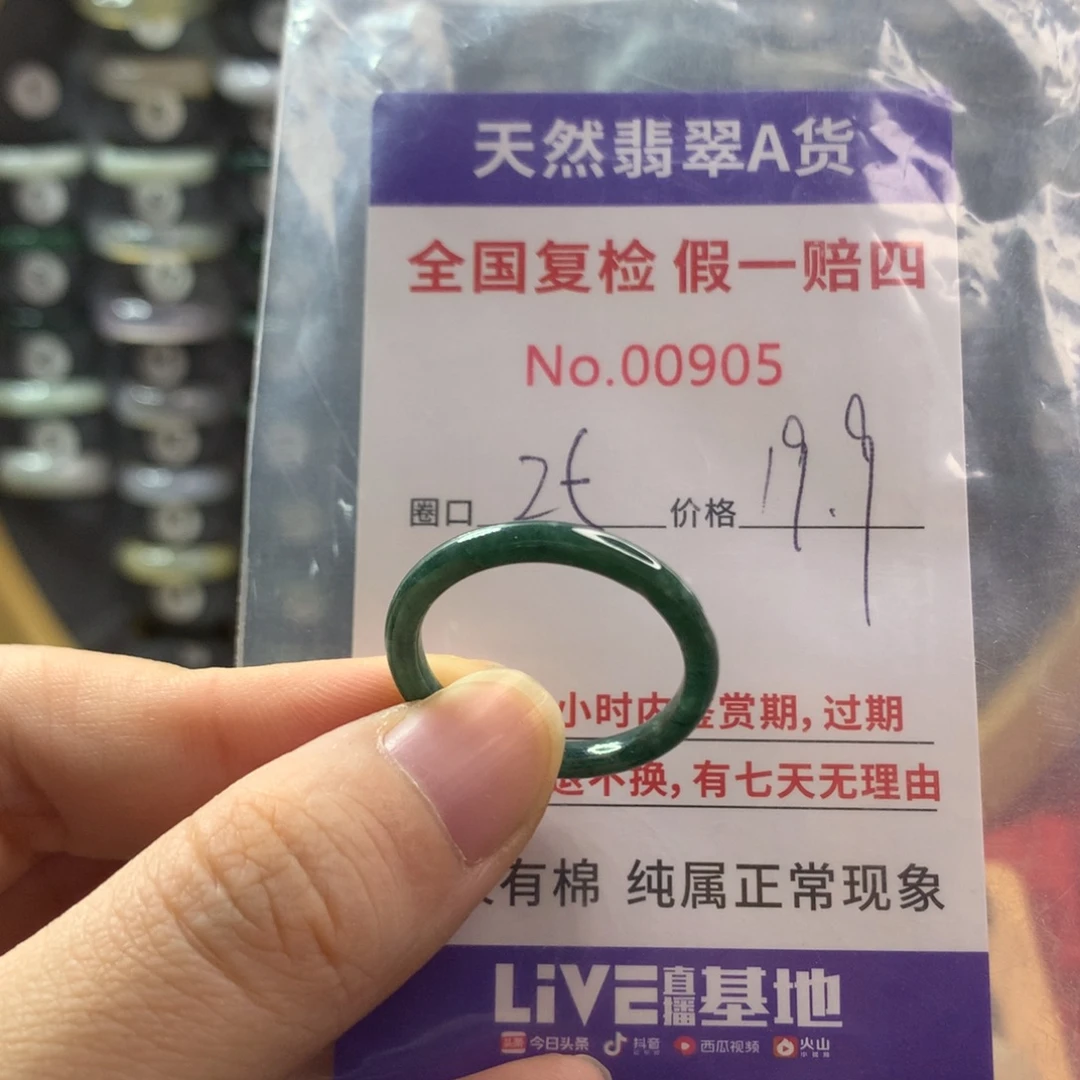 天然翡翠A货
全国复检 假一赔四
No.00905
圈口 价格 19.9
小时内鉴赏期，过期
退不换，有七天无理由
有棉 纯属正常现象
LiVE直播基地
头条 今日头条 抖音 西瓜视频 火山